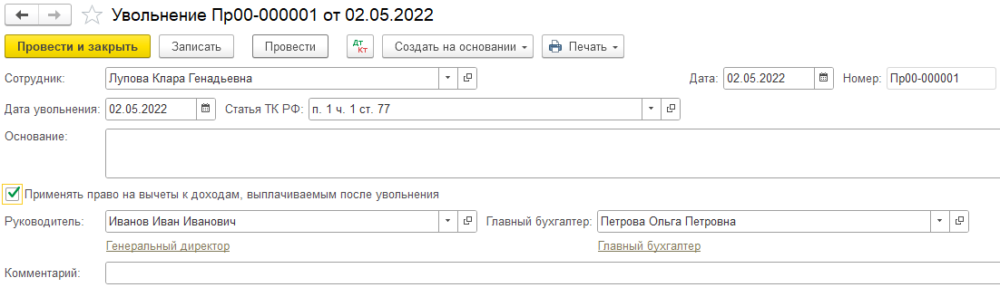 Увольнение Пр00-000001 от 02.05.2022
Провести и закрыть Записать Провести Дт Кт Создать на основании Печать
Сотрудник: Лупова Клара Генадьевна Дата: 02.05.2022 Номер: Пр00-000001
Дата увольнения: 02.05.2022 Статья ТК РФ: п. 1 ч. 1 ст. 77
Основание:
Применять право на вычеты к доходам, выплачиваемым после увольнения
Руководитель: Иванов Иван Иванович Главный бухгалтер: Петрова Ольга Петровна
Генеральный директор Главный бухгалтер
Комментарий: